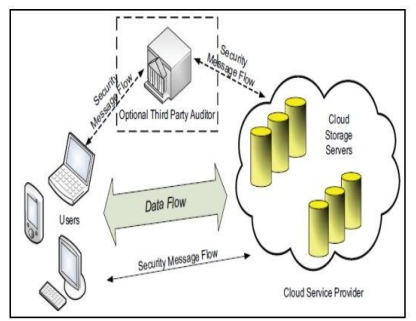 Security
Message Flow
Security
Message Flow
Optional Third Party Auditor
Cloud
Storage
Servers
Users
Data Flow
Security Message Flow
Cloud Service Provider